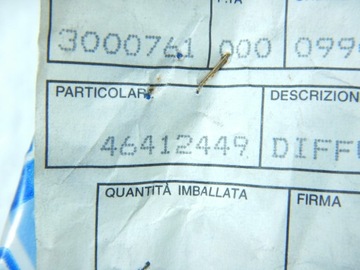 3000761 000 099
PARTICOLARE DESCRIZION
46412449 DIFF
QUANTITÀ IMBALLATA FIRMA